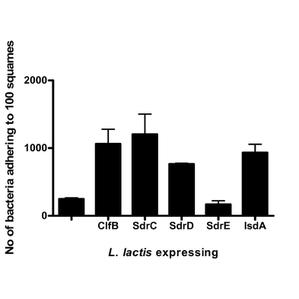 No of bacteria adhering to 100 squames
2000
1000
0
ClfB SdrC SdrD SdrE IsdA
L. lactis expressing